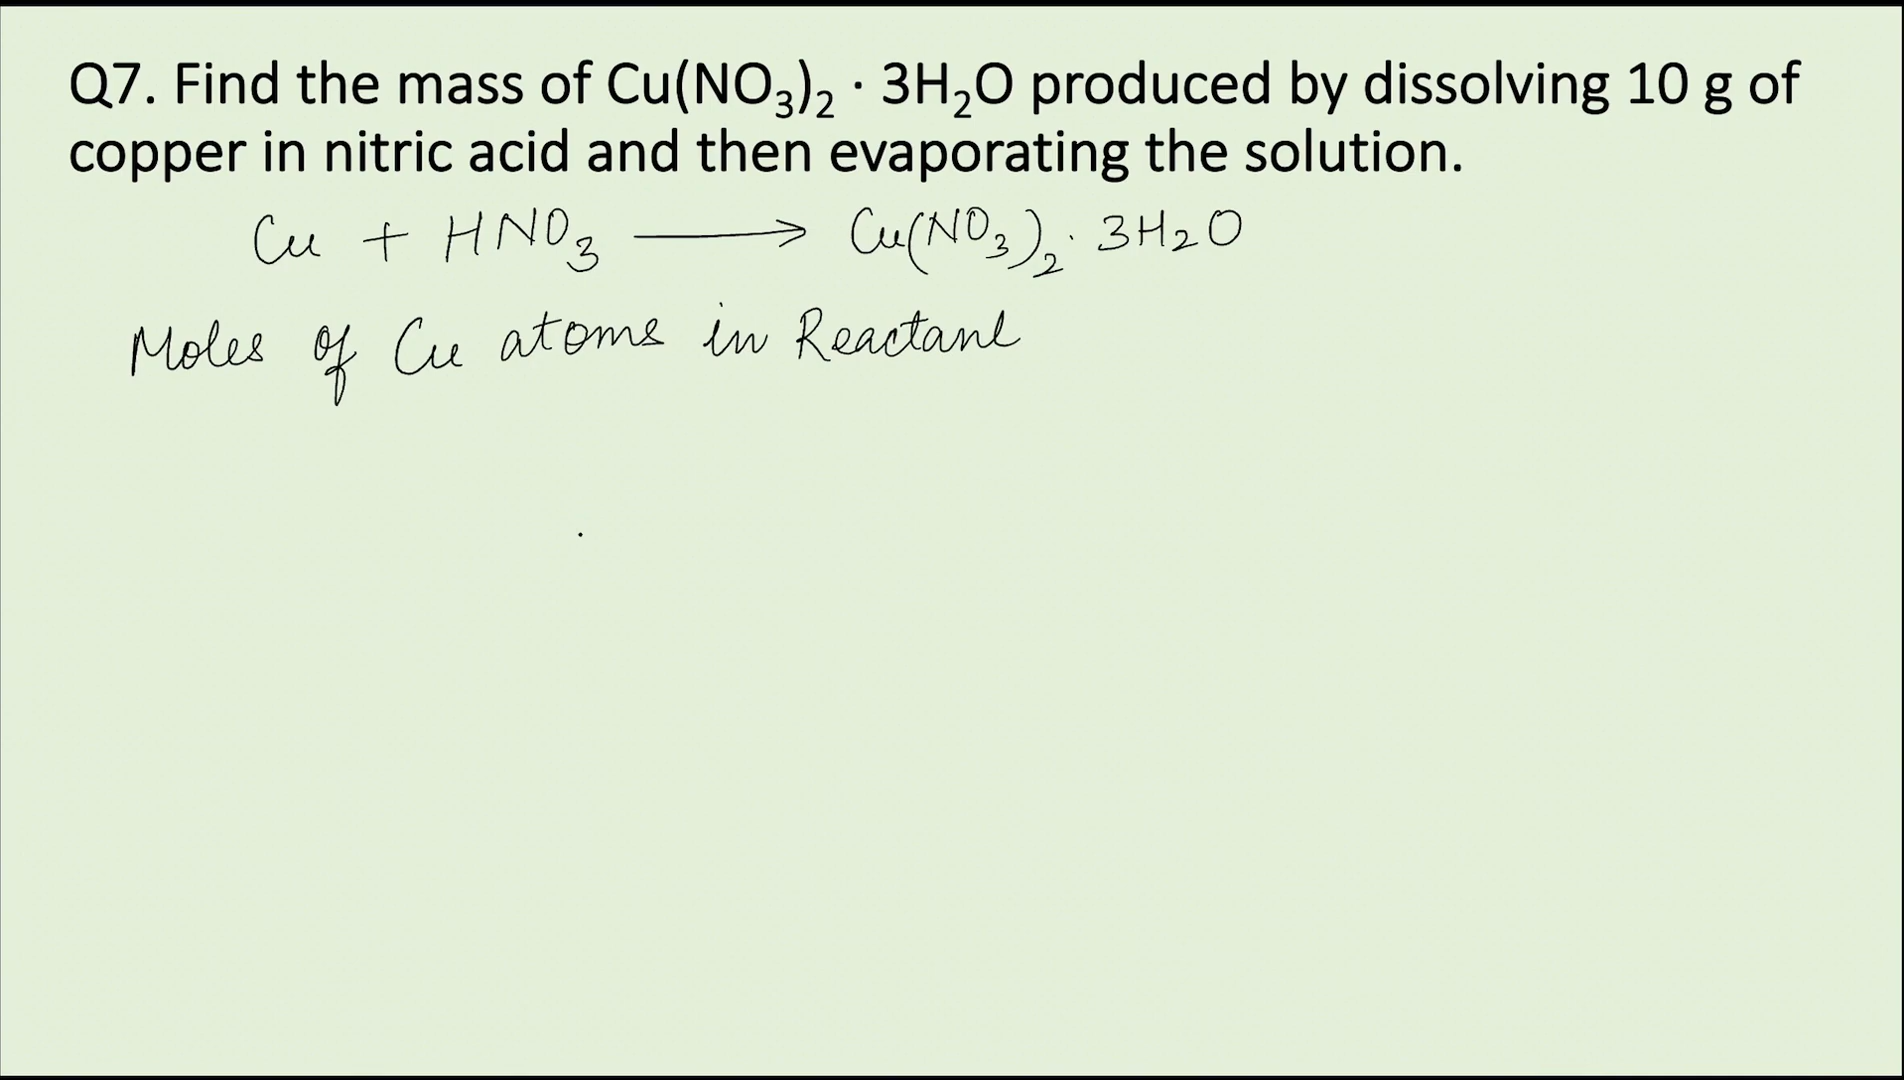 Q7. Find the mass of Cu(NO₃)₂ · 3H₂O produced by dissolving 10 g of
copper in nitric acid and then evaporating the solution.
Cu + HNO₃ ⟶ Cu(NO₃)₂ · 3H₂O
Moles of Cu atoms in Reactant